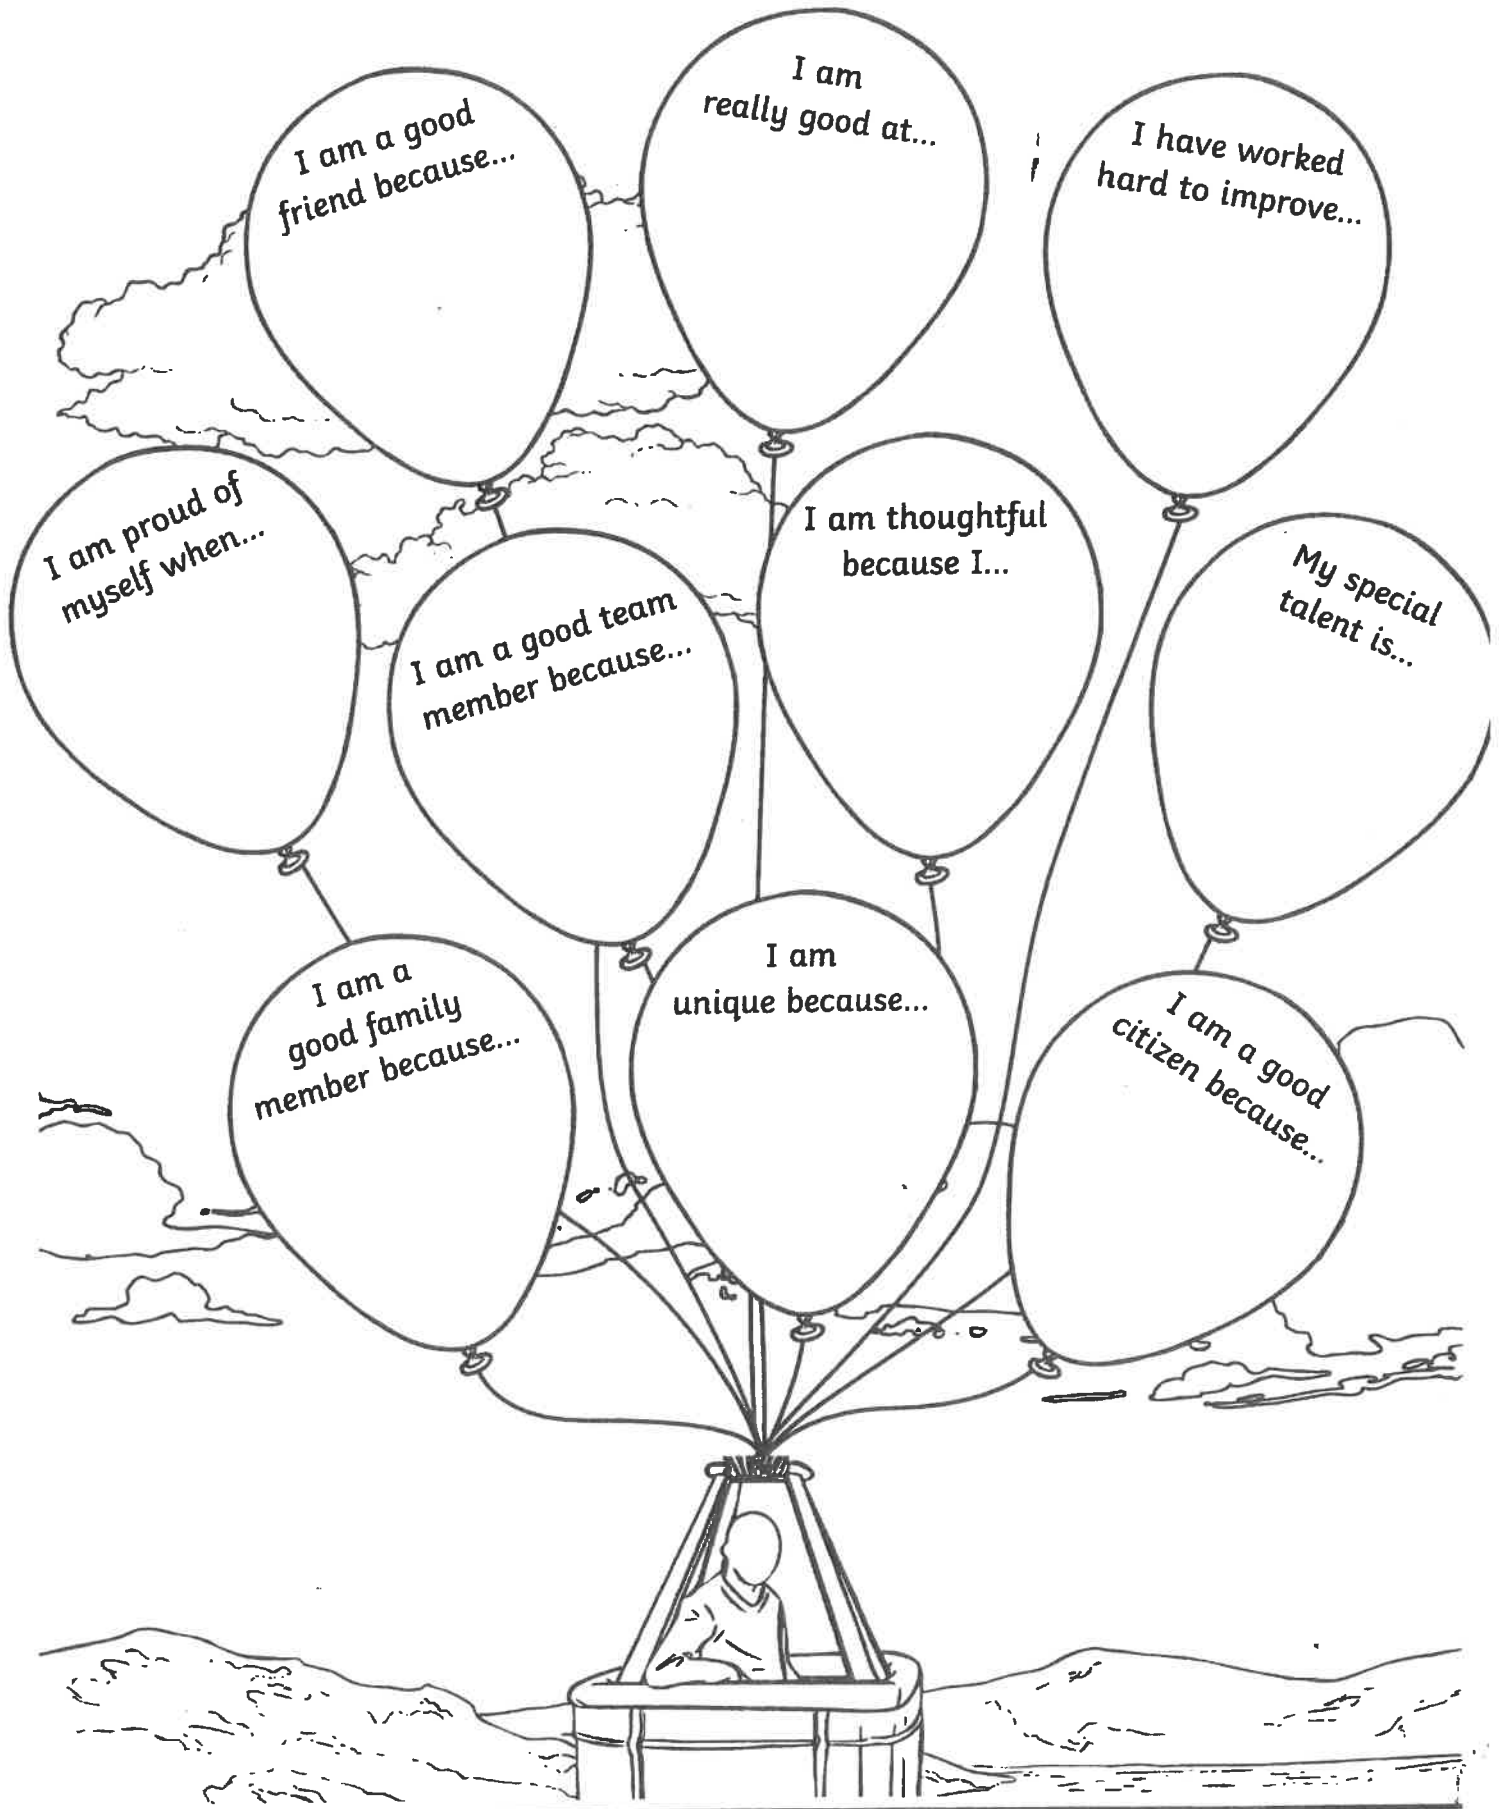 I am a good
friend because...
I am
really good at...
I have worked
hard to improve...
I am proud of
myself when...
I am a good team
member because...
I am thoughtful
because I...
My special
talent is...
I am a
good family
member because...
I am
unique because...
I am a good
citizen because...